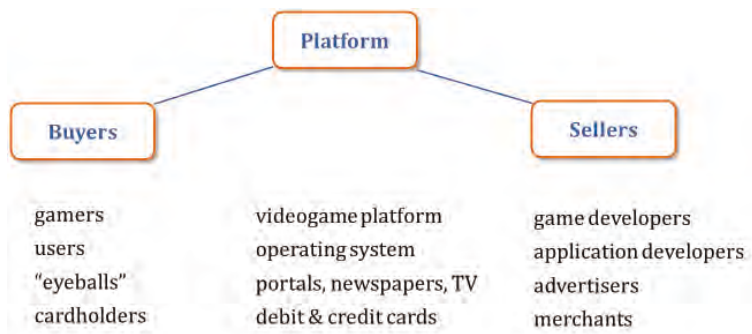 Platform
Buyers
Sellers
gamers videogame platform game developers
users operating system application developers
“eyeballs” portals, newspapers, TV advertisers
cardholders debit & credit cards merchants